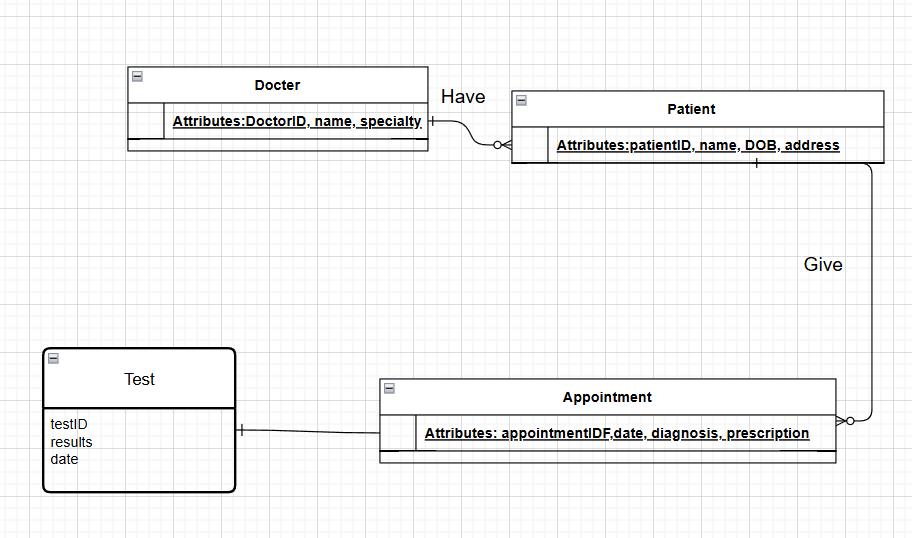 Docter
Attributes:DoctorID, name, specialty
Have
Patient
Attributes:patientID, name, DOB, address
Give
Test
testID
results
date
Appointment
Attributes: appointmentIDF,date, diagnosis, prescription